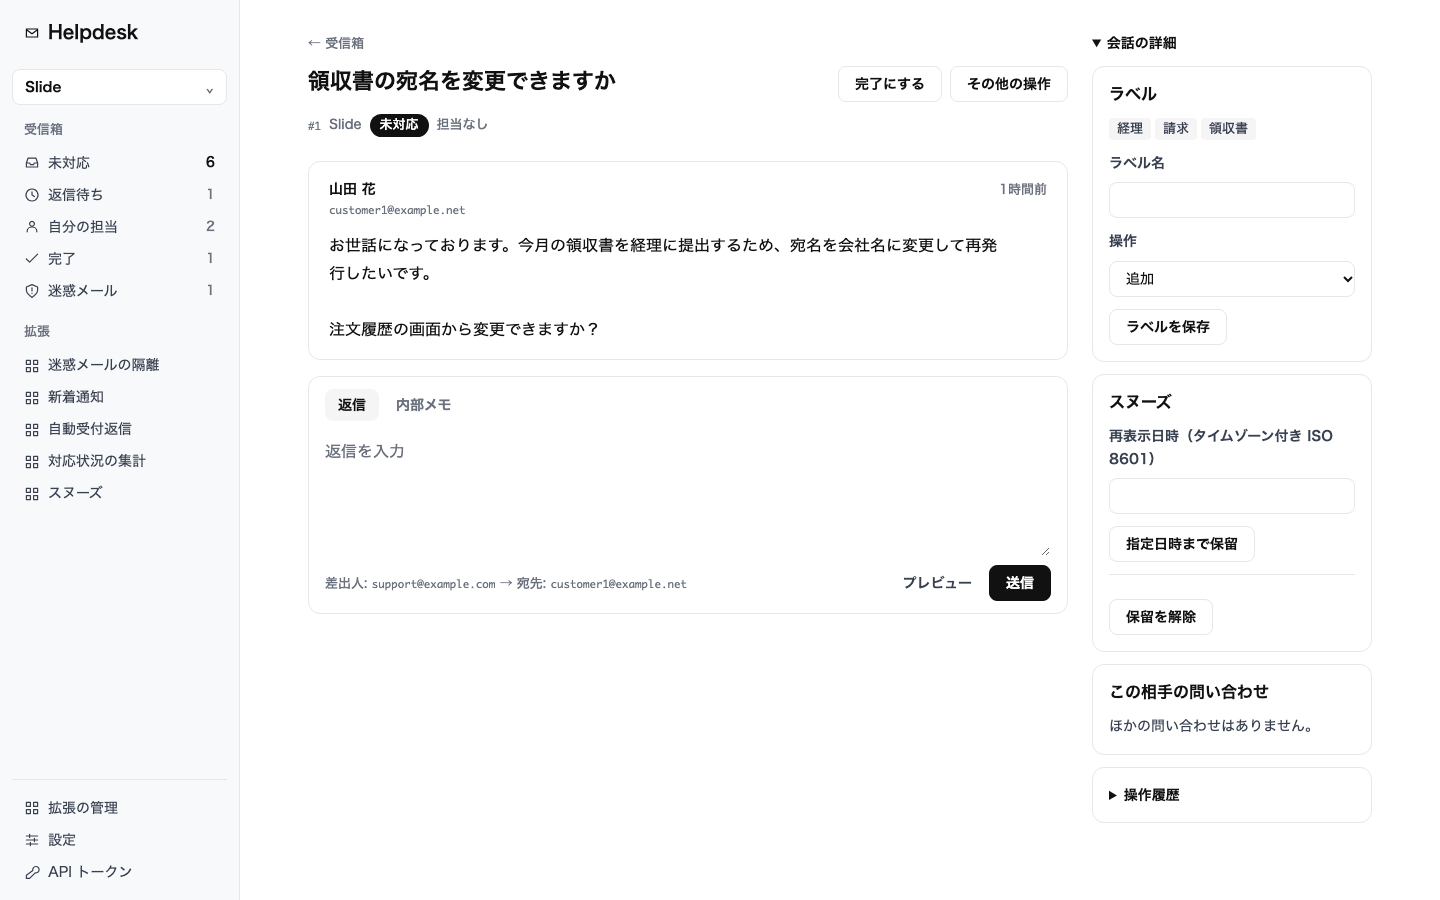 Helpdesk
Slide
受信箱
未対応 6
返信待ち 1
自分の担当 2
完了 1
迷惑メール 1
拡張
迷惑メールの隔離
新着通知
自動受付返信
対応状況の集計
スヌーズ
拡張の管理
設定
API トークン
← 受信箱
領収書の宛名を変更できますか
完了にする
その他の操作
#1 Slide 未対応 担当なし
山田 花 1時間前
customer1@example.net
お世話になっております。今月の領収書を経理に提出するため、宛名を会社名に変更して再発
行したいです。
注文履歴の画面から変更できますか？
返信 内部メモ
返信を入力
差出人: support@example.com → 宛先: customer1@example.net
プレビュー 送信
▼ 会話の詳細
ラベル
経理 請求 領収書
ラベル名
操作
追加
ラベルを保存
スヌーズ
再表示日時（タイムゾーン付き ISO
8601）
指定日時まで保留
保留を解除
この相手の問い合わせ
ほかの問い合わせはありません。
▶ 操作履歴